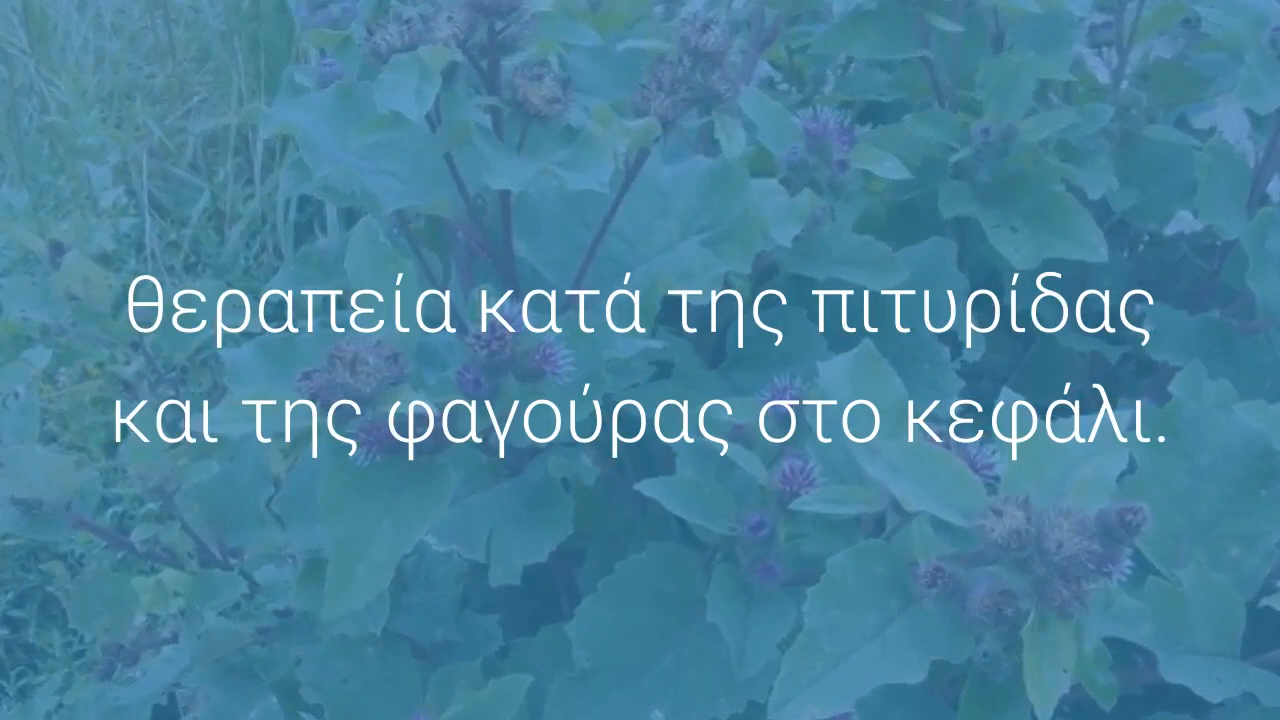 θεραπεία κατά της πιτυρίδας
και της φαγούρας στο κεφάλι.